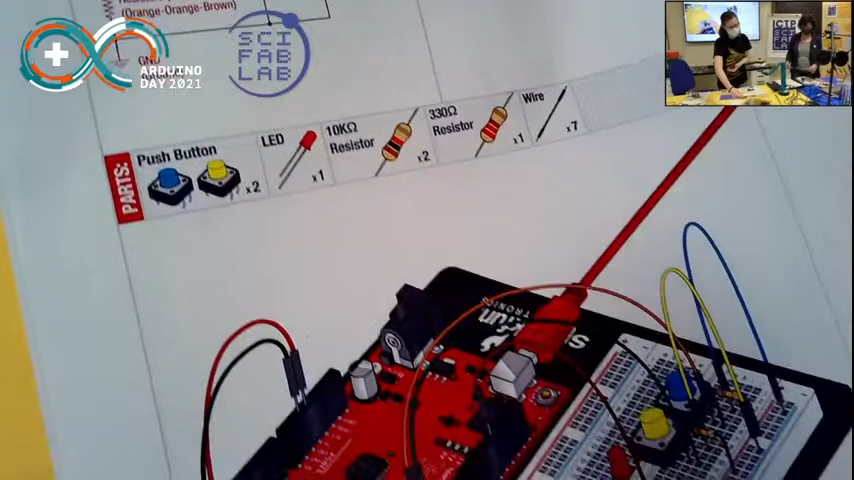 (Orange-Orange-Brown)
GND
ARDUINO
DAY 2021
SCI
FAB
LAB
PARTS:
Push Button
x2
LED
x1
10KΩ
Resistor
x2
330Ω
Resistor
x1
Wire
x7